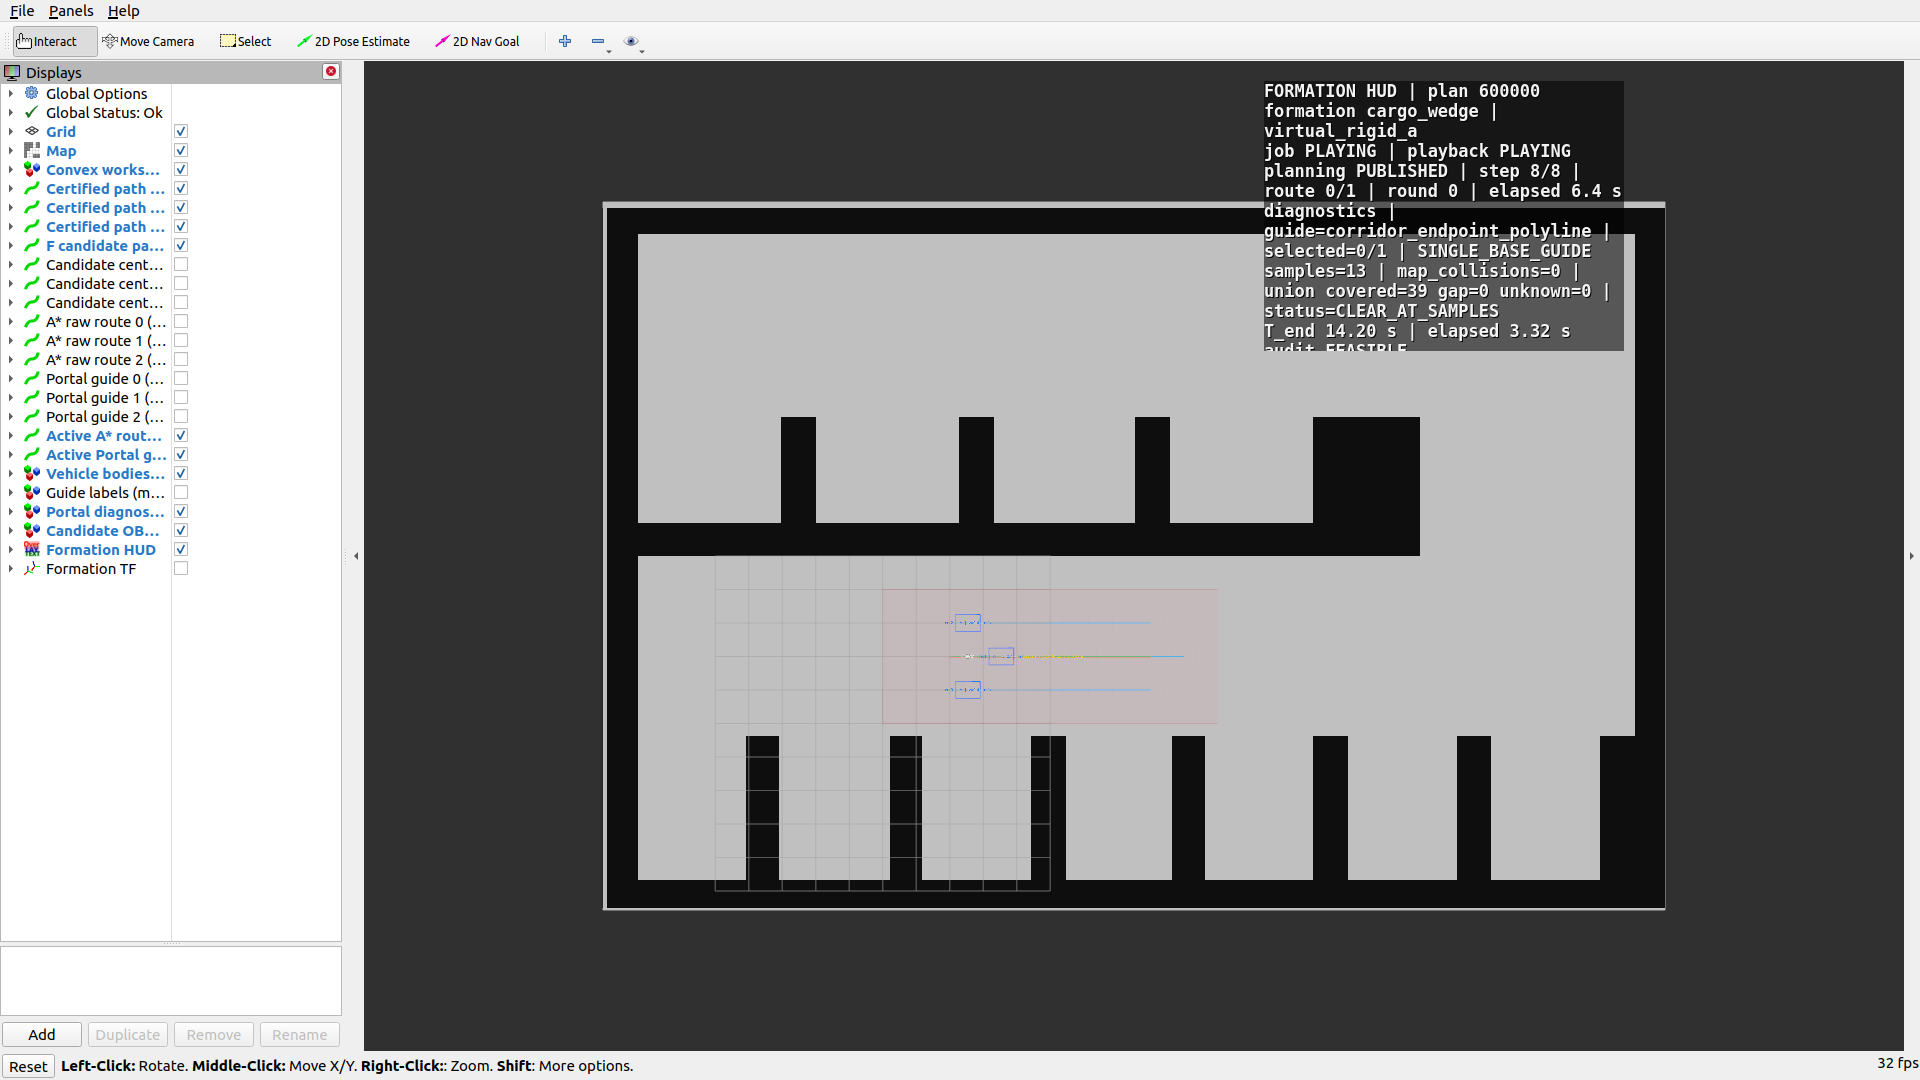 File Panels Help
Interact Move Camera Select 2D Pose Estimate 2D Nav Goal
Displays
Global Options
Global Status: Ok
Grid
Map
Convex works...
Certified path ...
Certified path ...
Certified path ...
F candidate pa...
Candidate cent...
Candidate cent...
Candidate cent...
A* raw route 0 (...
A* raw route 1 (...
A* raw route 2 (...
Portal guide 0 (...
Portal guide 1 (...
Portal guide 2 (...
Active A* rout...
Active Portal g...
Vehicle bodies...
Guide labels (m...
Portal diagnos...
Candidate OB...
Formation HUD
Formation TF
Add Duplicate Remove Rename
FORMATION HUD | plan 600000
formation cargo_wedge |
virtual_rigid_a
job PLAYING | playback PLAYING
planning PUBLISHED | step 8/8 |
route 0/1 | round 0 | elapsed 6.4 s
diagnostics |
guide=corridor_endpoint_polyline |
selected=0/1 | SINGLE_BASE_GUIDE
samples=13 | map_collisions=0 |
union covered=39 gap=0 unknown=0 |
status=CLEAR_AT_SAMPLES
T_end 14.20 s | elapsed 3.32 s
audit FEASIBLE
Reset Left-Click: Rotate. Middle-Click: Move X/Y. Right-Click:: Zoom. Shift: More options.
32 fps